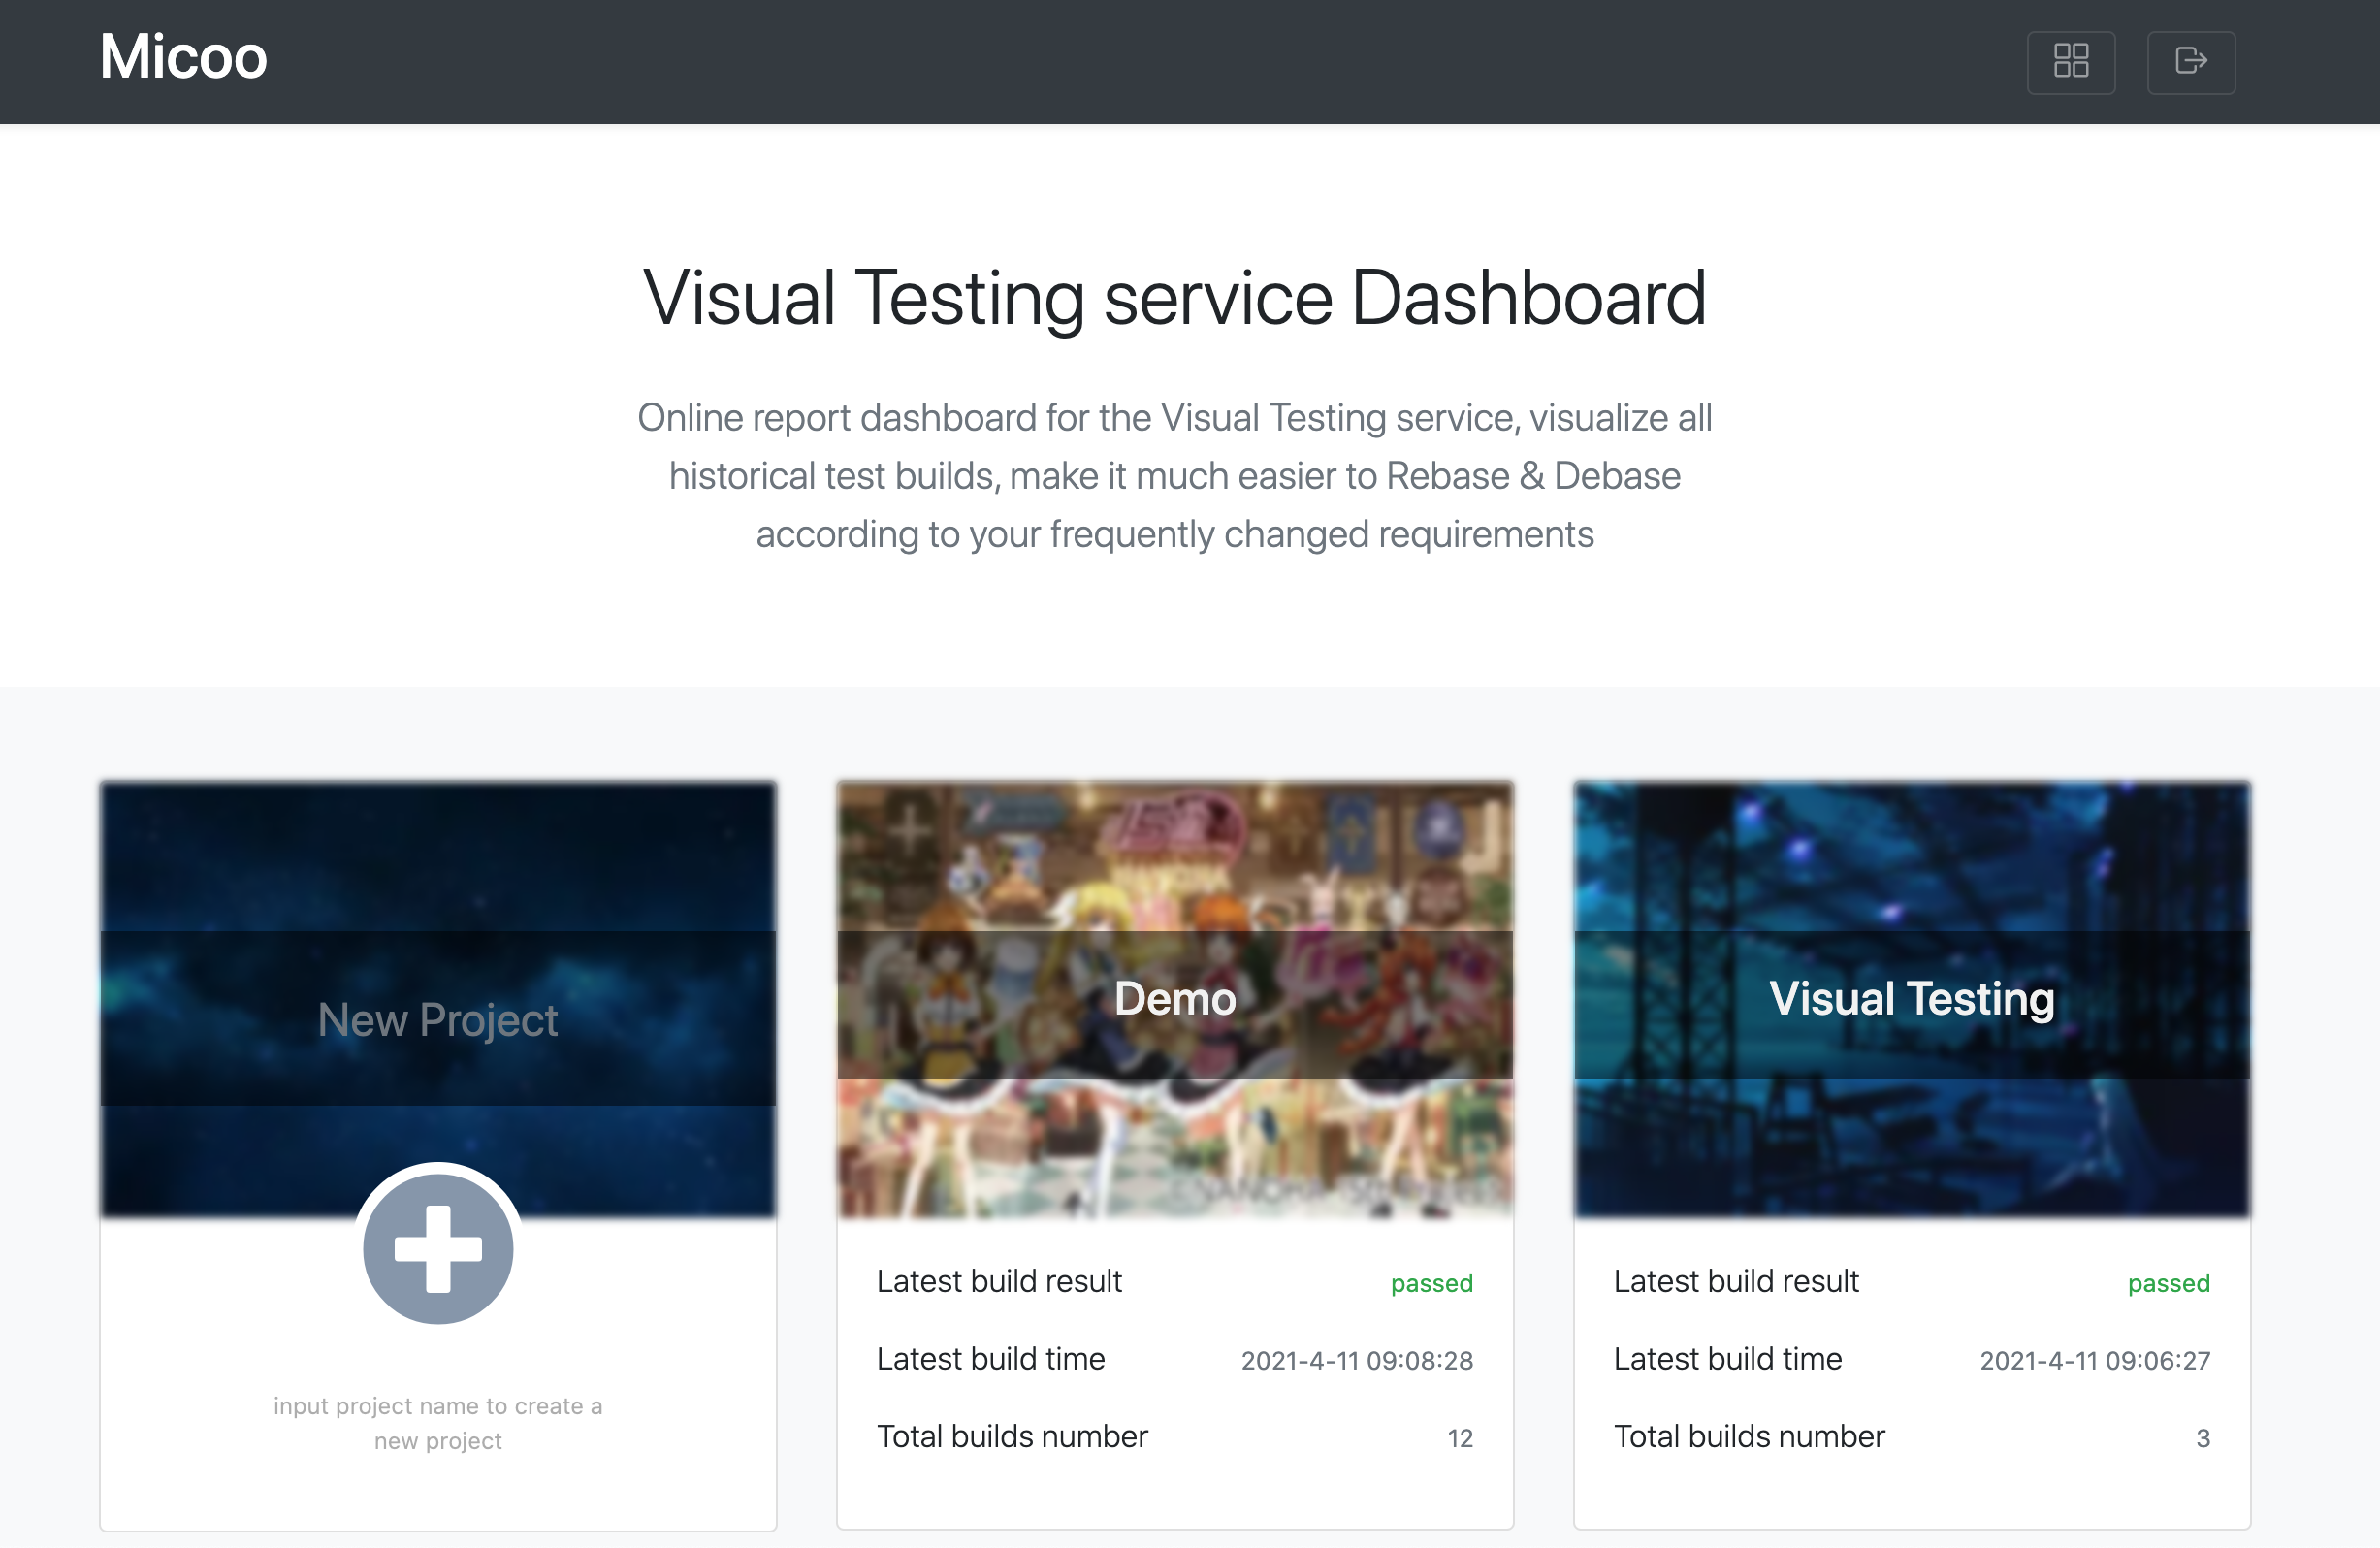 Micoo
Visual Testing service Dashboard
Online report dashboard for the Visual Testing service, visualize all
historical test builds, make it much easier to Rebase & Debase
according to your frequently changed requirements
New Project
input project name to create a
new project
Demo
Latest build result passed
Latest build time 2021-4-11 09:08:28
Total builds number 12
Visual Testing
Latest build result passed
Latest build time 2021-4-11 09:06:27
Total builds number 3